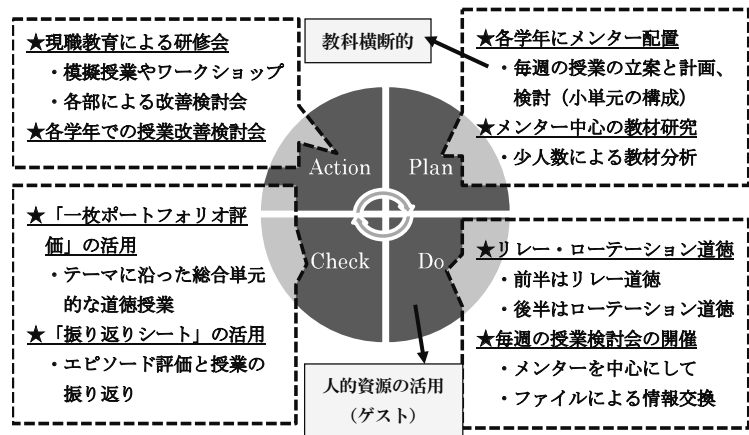 ★現職教育による研修会
・模擬授業やワークショップ
・各部による改善検討会
★各学年での授業改善検討会
教科横断的
★各学年にメンター配置
・毎週の授業の立案と計画、
検討（小単元の構成）
★メンター中心の教材研究
・少人数による教材分析
Action
Plan
Check
Do
★「一枚ポートフォリオ評
価」の活用
・テーマに沿った総合単元
的な道徳授業
★「振り返りシート」の活用
・エピソード評価と授業の
振り返り
★リレー・ローテーション道徳
・前半はリレー道徳
・後半はローテーション道徳
★毎週の授業検討会の開催
・メンターを中心にして
・ファイルによる情報交換
人的資源の活用
（ゲスト）